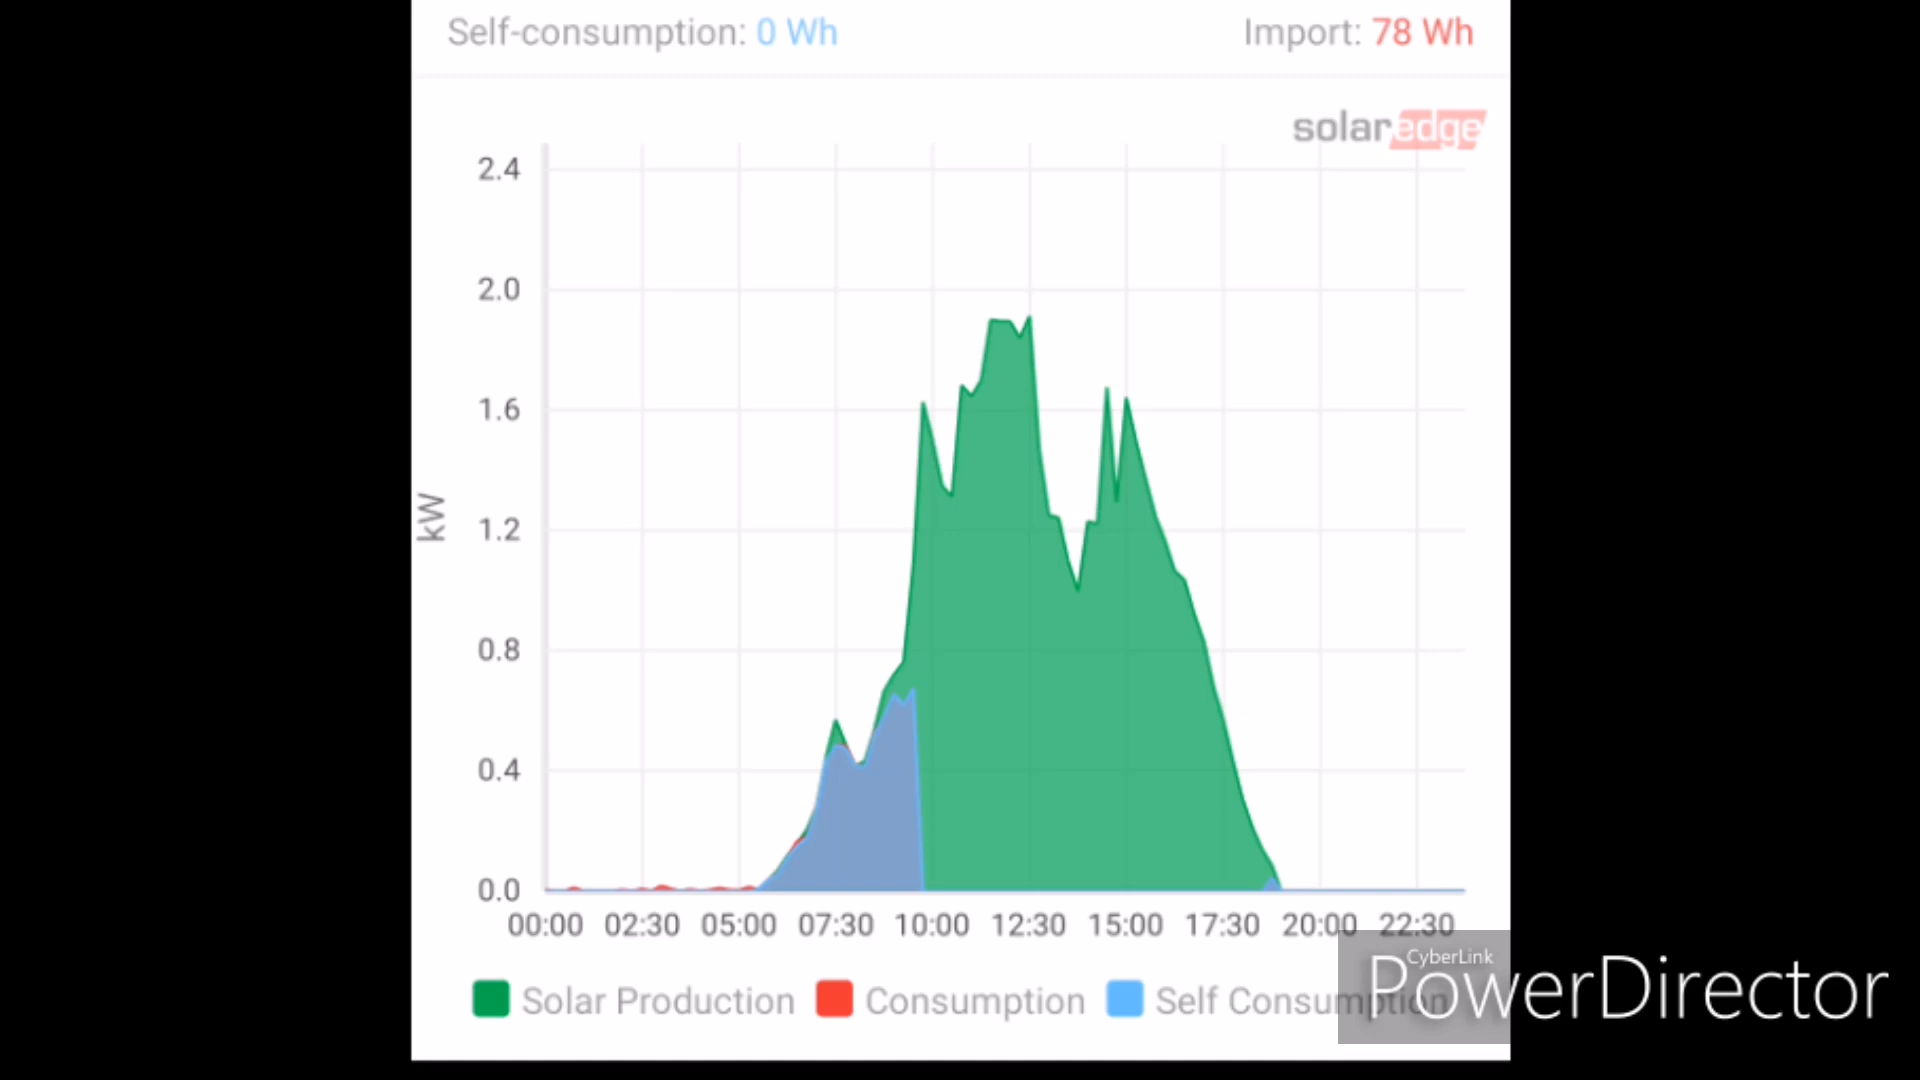 Self-consumption: 0 Wh Import: 78 Wh
solaredge
2.4
2.0
1.6
1.2
0.8
0.4
0.0
kW
00:00 02:30 05:00 07:30 10:00 12:30 15:00 17:30 20:00 22:30
Solar Production Consumption Self Consumption
CyberLink
PowerDirector